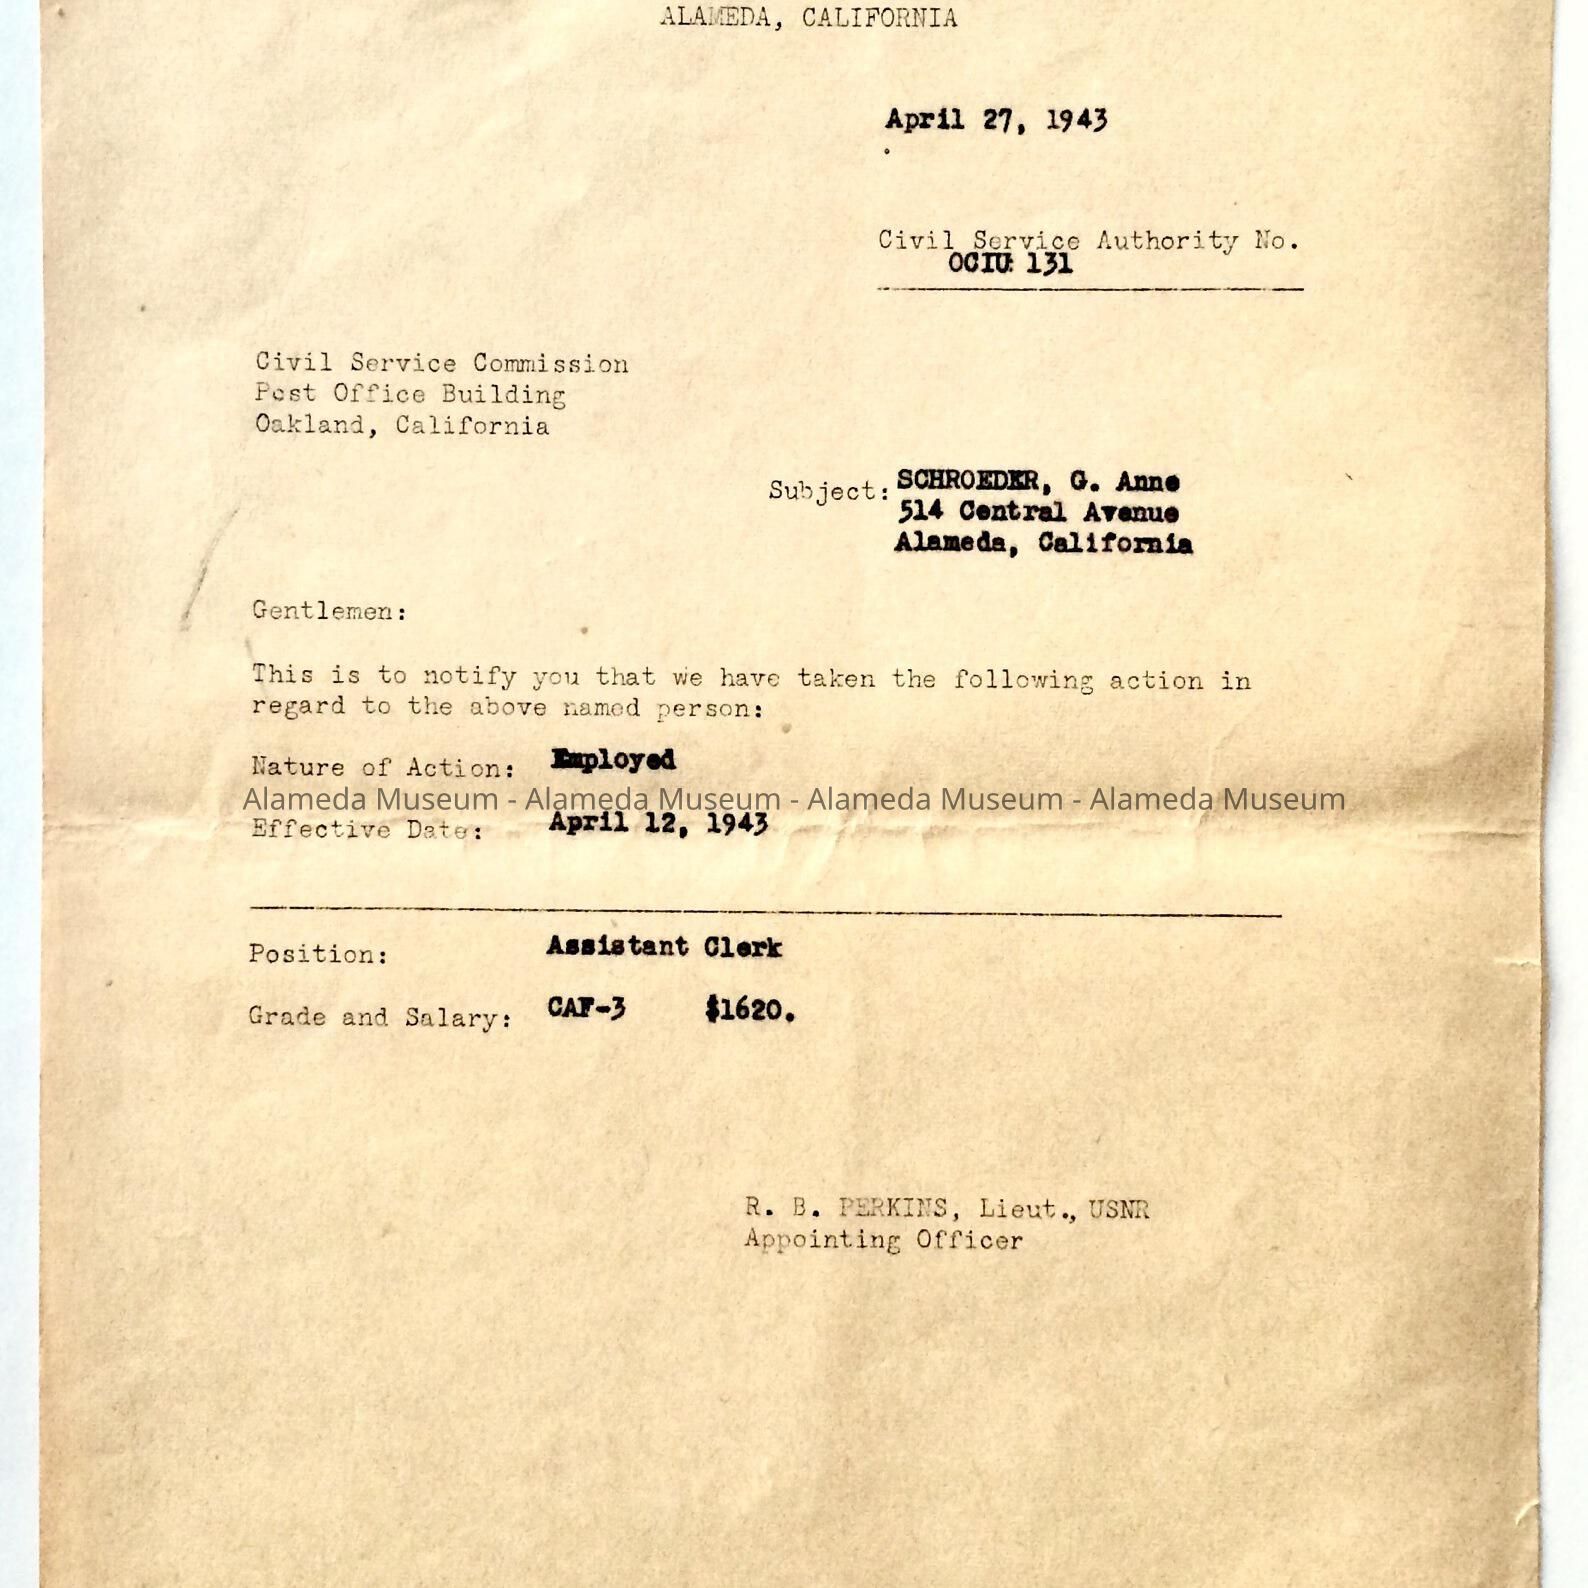 ALAMEDA, CALIFORNIA
April 27, 1943
Civil Service Authority No.
OCIU 131
Civil Service Commission
Post Office Building
Oakland, California
Subject: SCHROEDER, G. Anne
514 Central Avenue
Alameda, California
Gentlemen:
This is to notify you that we have taken the following action in
regard to the above named person:
Nature of Action: Employed
Alameda Museum - Alameda Museum - Alameda Museum - Alameda Museum
Effective Date: April 12, 1943
Position: Assistant Clerk
Grade and Salary: CAF-3 $1620.
R. B. PERKINS, Lieut., USNR
Appointing Officer